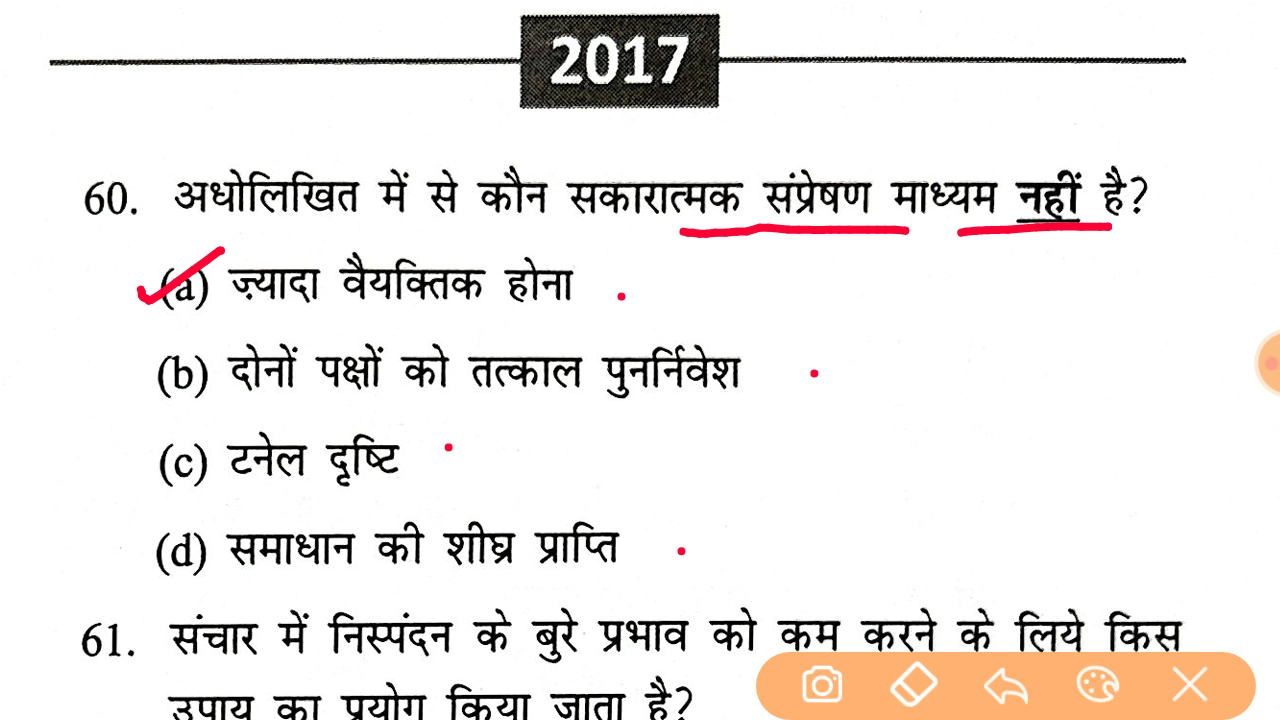 2017
60. अधोलिखित में से कौन सकारात्मक संप्रेषण माध्यम नहीं है?
(a) ज़्यादा वैयक्तिक होना
(b) दोनों पक्षों को तत्काल पुनर्निवेश
(c) टनेल दृष्टि
(d) समाधान की शीघ्र प्राप्ति
61. संचार में निस्पंदन के बुरे प्रभाव को कम करने के लिये किस
उपाय का प्रयोग किया जाता है?